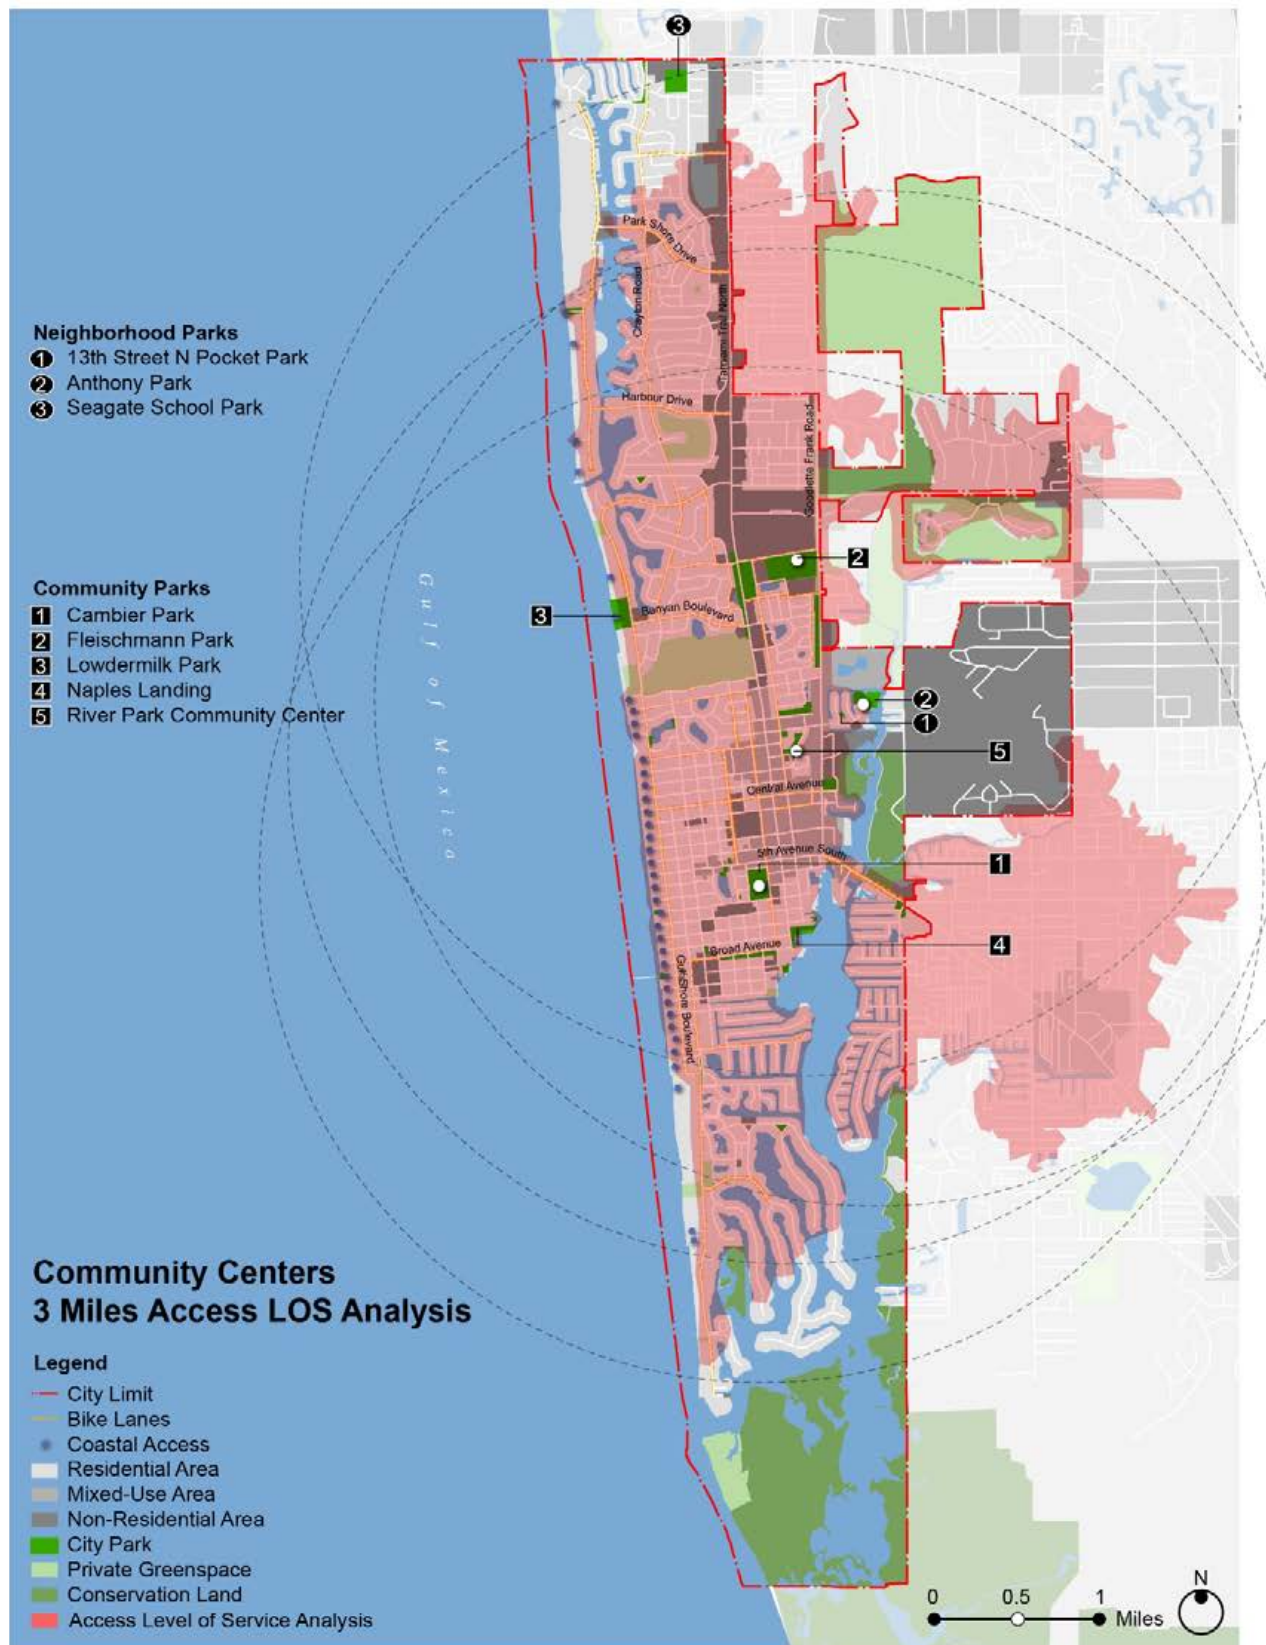 3
Park Shore Drive
Crayton Road
Tamiami Trail North
Neighborhood Parks
1 13th Street N Pocket Park
2 Anthony Park
3 Seagate School Park
Harbour Drive
Goodlette Frank Road
2
Community Parks
1 Cambier Park
2 Fleischmann Park
3 Lowdermilk Park
4 Naples Landing
5 River Park Community Center
3
Banyan Boulevard
Gulf of Mexico
2
1
5
Central Avenue
5th Avenue South
1
4
Broad Avenue
Gulf Shore Boulevard
Community Centers
3 Miles Access LOS Analysis
Legend
City Limit
Bike Lanes
Coastal Access
Residential Area
Mixed-Use Area
Non-Residential Area
City Park
Private Greenspace
Conservation Land
Access Level of Service Analysis
0 0.5 1
Miles
N